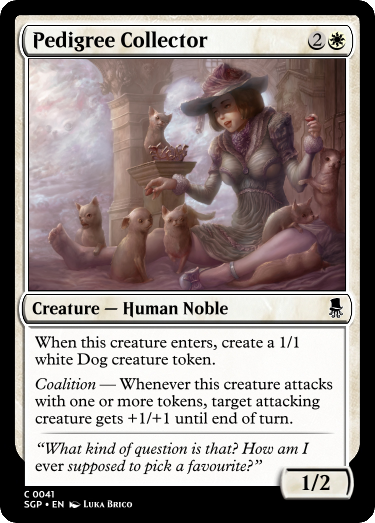 Pedigree Collector 2
Creature — Human Noble
When this creature enters, create a 1/1
white Dog creature token.
Coalition — Whenever this creature attacks
with one or more tokens, target attacking
creature gets +1/+1 until end of turn.
“What kind of question is that? How am I
ever supposed to pick a favourite?”
1/2
C 0041
SGP • EN Luka Brico